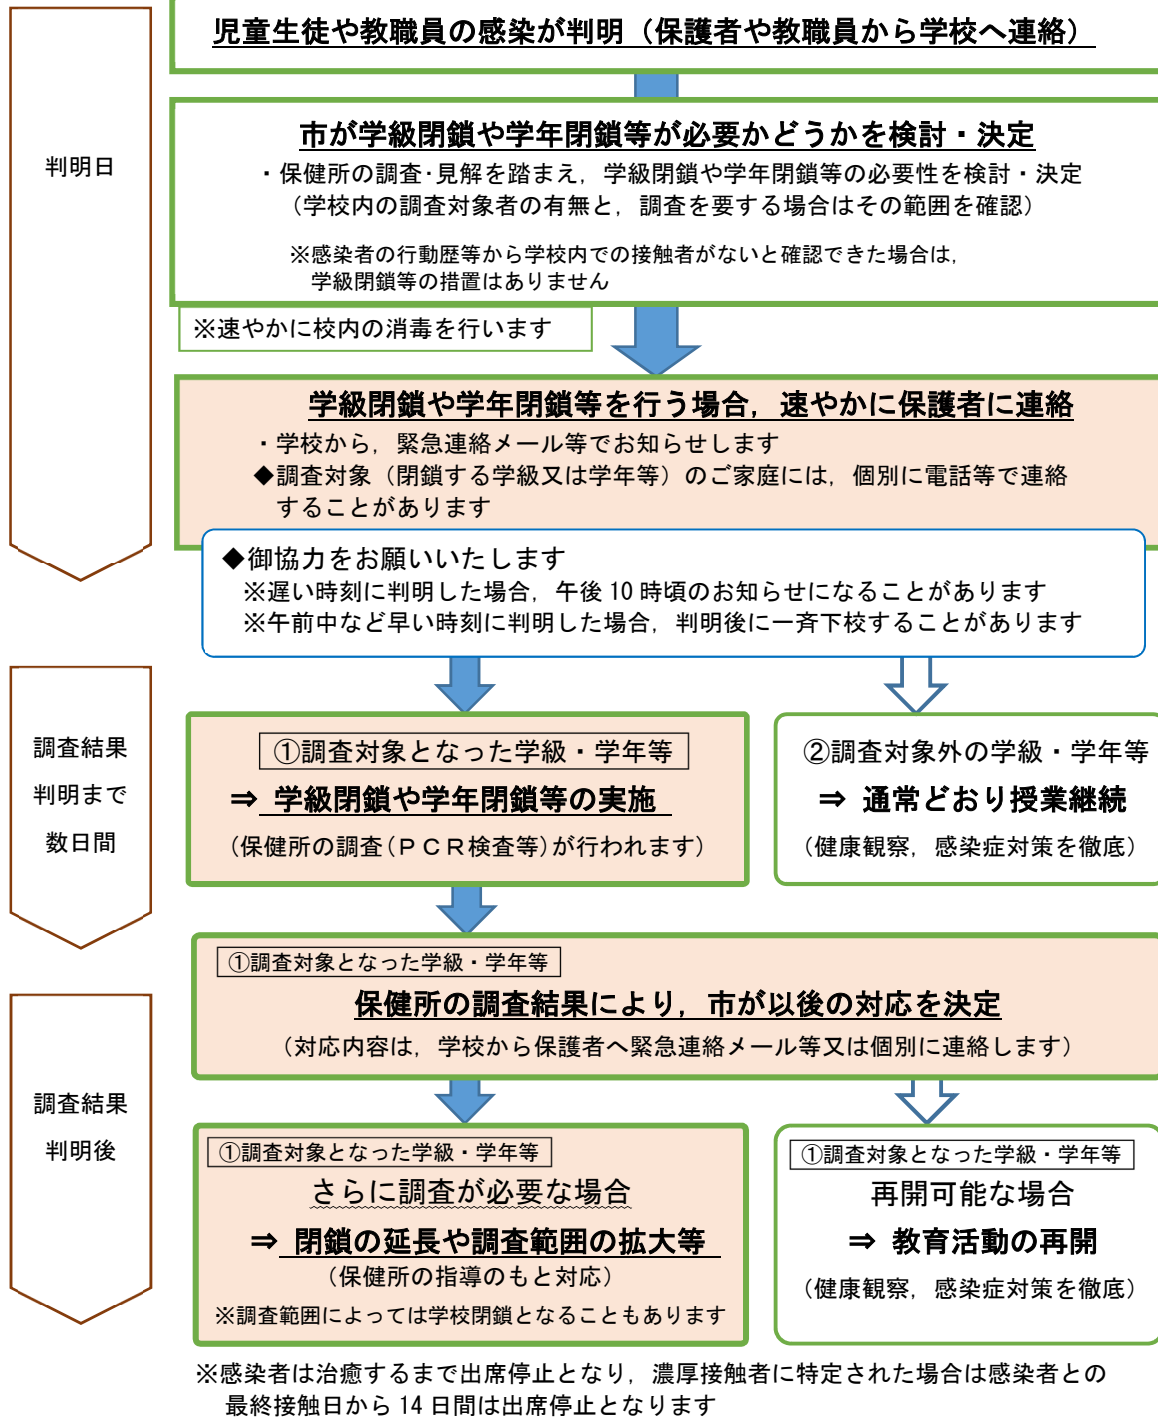 児童生徒や教職員の感染が判明（保護者や教職員から学校へ連絡）
判明日
市が学級閉鎖や学年閉鎖等が必要かどうかを検討・決定
・保健所の調査･見解を踏まえ，学級閉鎖や学年閉鎖等の必要性を検討・決定
（学校内の調査対象者の有無と，調査を要する場合はその範囲を確認）
※感染者の行動歴等から学校内での接触者がないと確認できた場合は，
学級閉鎖等の措置はありません
※速やかに校内の消毒を行います
学級閉鎖や学年閉鎖等を行う場合，速やかに保護者に連絡
・学校から，緊急連絡メール等でお知らせします
◆調査対象（閉鎖する学級又は学年等）のご家庭には，個別に電話等で連絡
することがあります
◆御協力をお願いいたします
※遅い時刻に判明した場合，午後 10 時頃のお知らせになることがあります
※午前中など早い時刻に判明した場合，判明後に一斉下校することがあります
調査結果
判明まで
数日間
①調査対象となった学級・学年等
⇒ 学級閉鎖や学年閉鎖等の実施
（保健所の調査（ＰＣＲ検査等）が行われます）
②調査対象外の学級・学年等
⇒ 通常どおり授業継続
（健康観察，感染症対策を徹底）
①調査対象となった学級・学年等
保健所の調査結果により，市が以後の対応を決定
（対応内容は，学校から保護者へ緊急連絡メール等又は個別に連絡します）
調査結果
判明後
①調査対象となった学級・学年等
さらに調査が必要な場合
⇒ 閉鎖の延長や調査範囲の拡大等
（保健所の指導のもと対応）
※調査範囲によっては学校閉鎖となることもあります
①調査対象となった学級・学年等
再開可能な場合
⇒ 教育活動の再開
（健康観察，感染症対策を徹底）
※感染者は治癒するまで出席停止となり，濃厚接触者に特定された場合は感染者との
最終接触日から 14 日間は出席停止となります